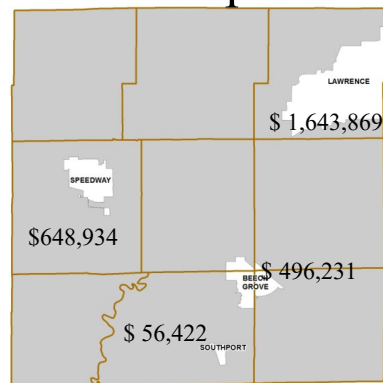 LAWRENCE
$ 1,643,869
SPEEDWAY
$648,934
BEECH
GROVE
$ 496,231
$ 56,422
SOUTHPORT